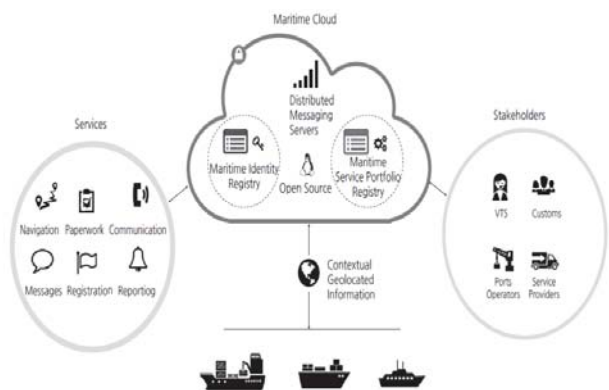 Maritime Cloud
Distributed
Messaging
Servers
Maritime Identity
Registry
Open Source
Maritime
Service Portfolio
Registry
Services
Navigation Paperwork Communication
Messages Registration Reportiog
Stakeholders
VTS Customs
Ports
Operators
Service
Providers
Contextual
Geolocated
Information